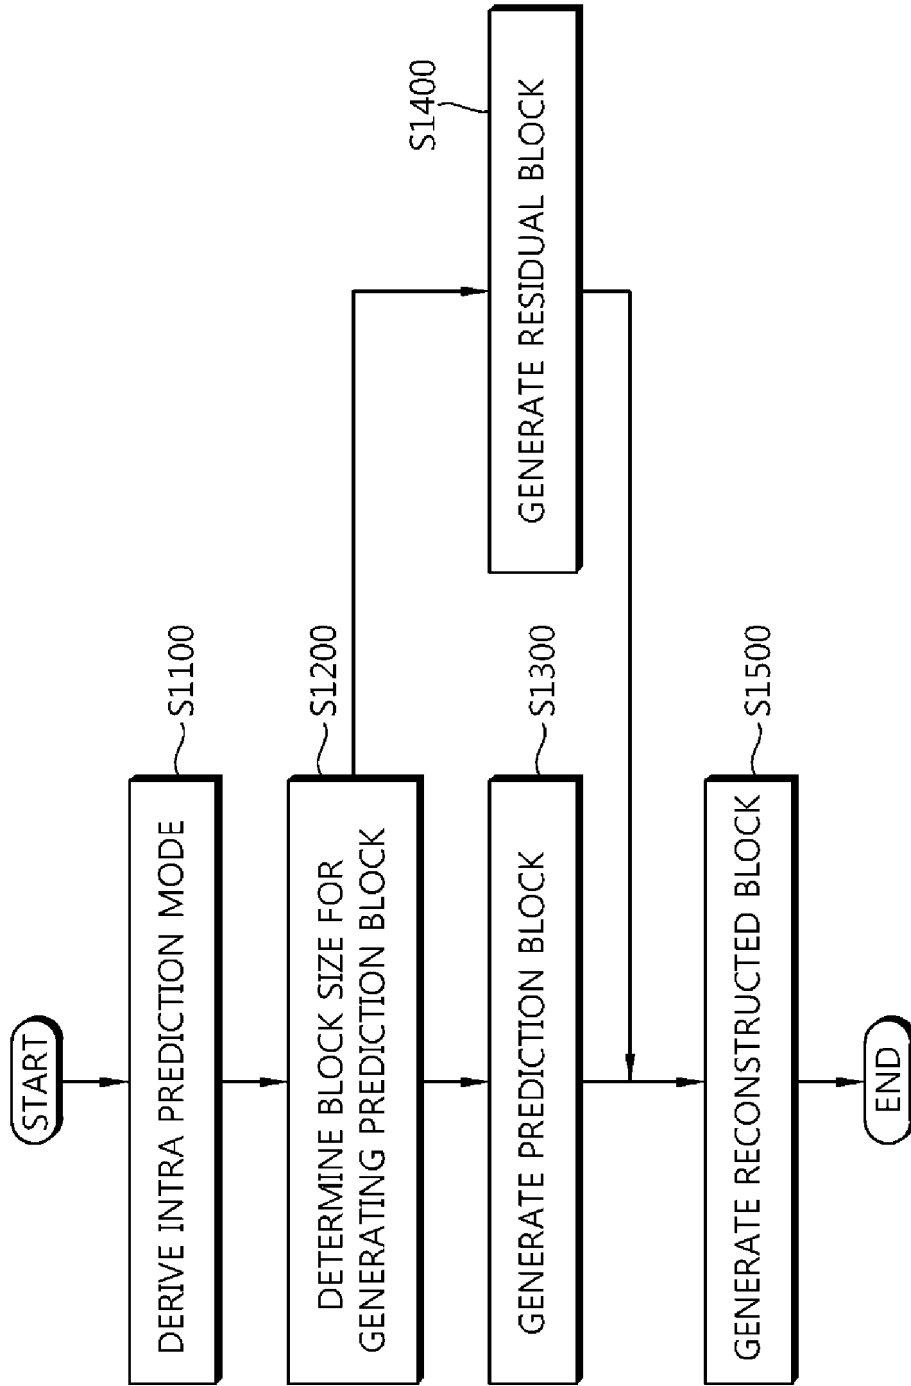 START
DERIVE INTRA PREDICTION MODE
S1100
DETERMINE BLOCK SIZE FOR
GENERATING PREDICTION BLOCK
S1200
GENERATE PREDICTION BLOCK
S1300
GENERATE RESIDUAL BLOCK
S1400
GENERATE RECONSTRUCTED BLOCK
S1500
END